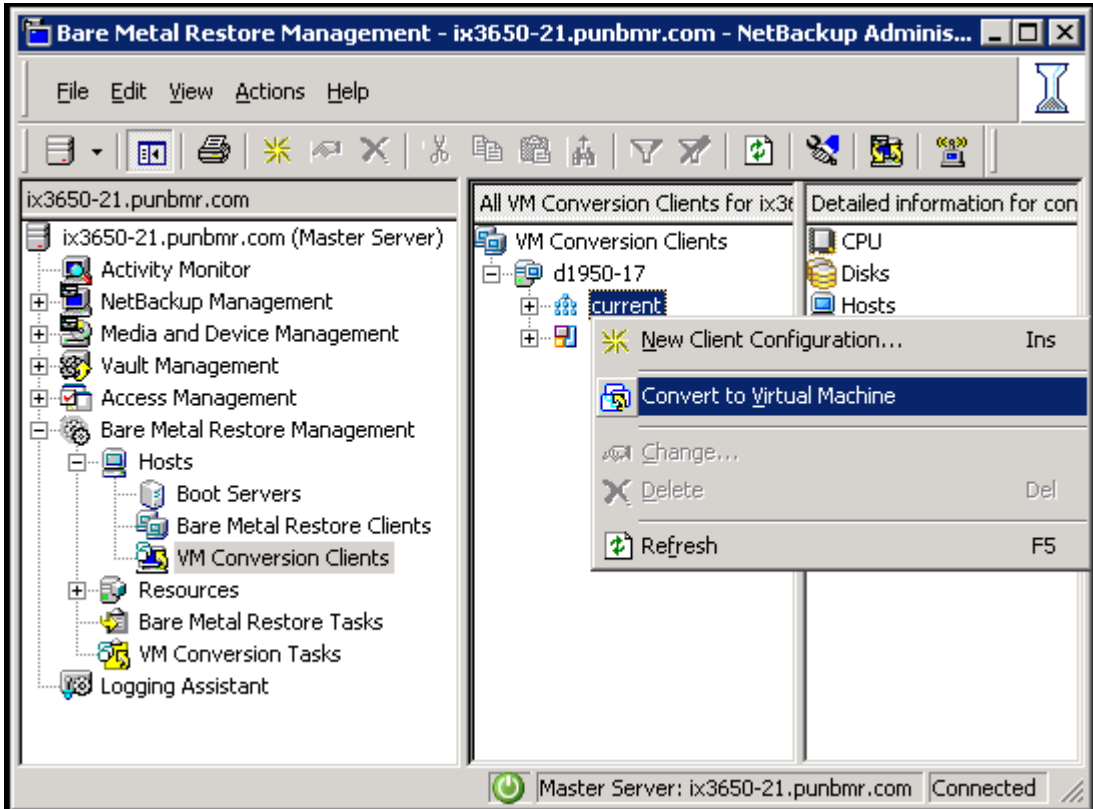 Bare Metal Restore Management - ix3650-21.punbmr.com - NetBackup Adminis...
File Edit View Actions Help
ix3650-21.punbmr.com
ix3650-21.punbmr.com (Master Server)
Activity Monitor
NetBackup Management
Media and Device Management
Vault Management
Access Management
Bare Metal Restore Management
Hosts
Boot Servers
Bare Metal Restore Clients
VM Conversion Clients
Resources
Bare Metal Restore Tasks
VM Conversion Tasks
Logging Assistant
All VM Conversion Clients for ix36
VM Conversion Clients
d1950-17
current
Detailed information for con
CPU
Disks
Hosts
New Client Configuration... Ins
Convert to Virtual Machine
Change...
Delete Del
Refresh F5
Master Server: ix3650-21.punbmr.com Connected